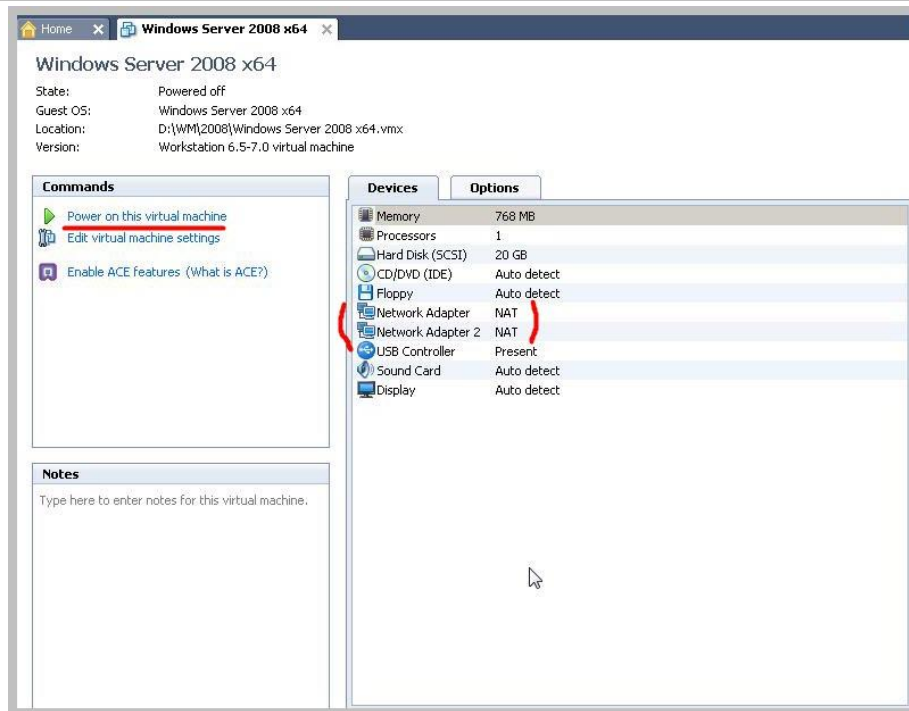 Home
Windows Server 2008 x64
Windows Server 2008 x64
State: Powered off
Guest OS: Windows Server 2008 x64
Location: D:\WM\2008\Windows Server 2008 x64.vmx
Version: Workstation 6.5-7.0 virtual machine
Commands
Power on this virtual machine
Edit virtual machine settings
Enable ACE features (What is ACE?)
Devices Options
Memory 768 MB
Processors 1
Hard Disk (SCSI) 20 GB
CD/DVD (IDE) Auto detect
Floppy Auto detect
Network Adapter NAT
Network Adapter 2 NAT
USB Controller Present
Sound Card Auto detect
Display Auto detect
Notes
Type here to enter notes for this virtual machine.